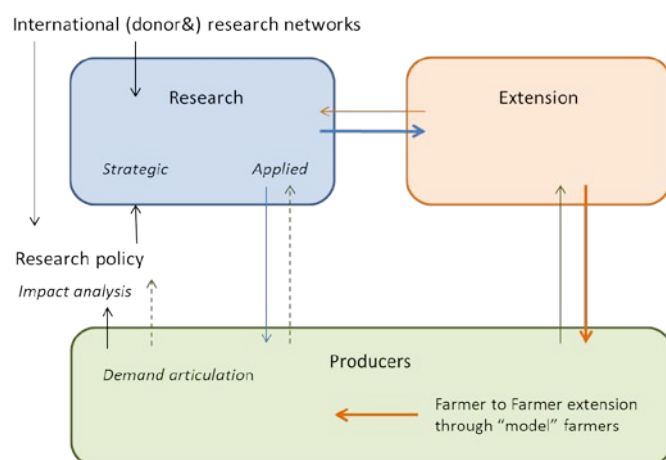 International (donor&) research networks
Research
Extension
Strategic
Applied
Research policy
Impact analysis
Producers
Demand articulation
Farmer to Farmer extension
through “model” farmers